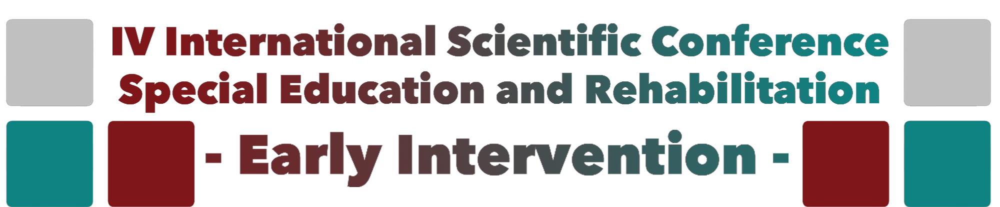 IV International Scientific Conference
Special Education and Rehabilitation
- Early Intervention -